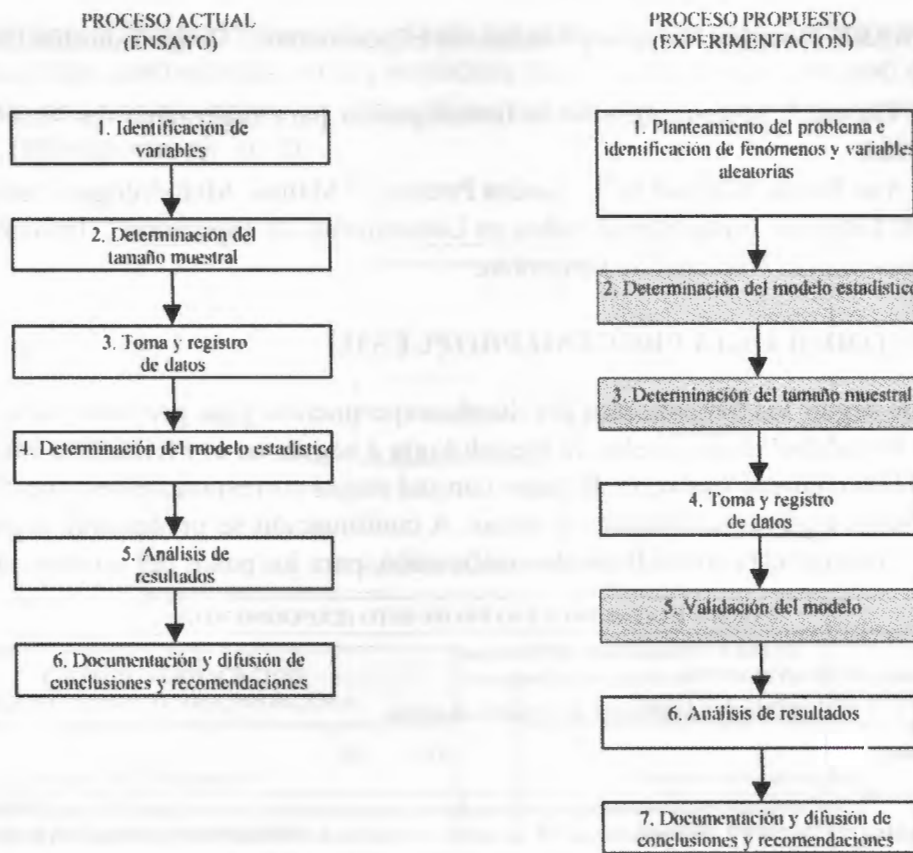 PROCESO ACTUAL
(ENSAYO)
1. Identificación de
variables
2. Determinación del
tamaño muestral
3. Toma y registro
de datos
4. Determinación del modelo estadístico
5. Análisis de
resultados
6. Documentación y difusión de
conclusiones y recomendaciones
PROCESO PROPUESTO
(EXPERIMENTACION)
1. Planteamiento del problema e
identificación de fenómenos y variables
aleatorias
2. Determinación del modelo estadístico
3. Determinación del tamaño muestral
4. Toma y registro
de datos
5. Validación del modelo
6. Análisis de resultados
7. Documentación y difusión de
conclusiones y recomendaciones